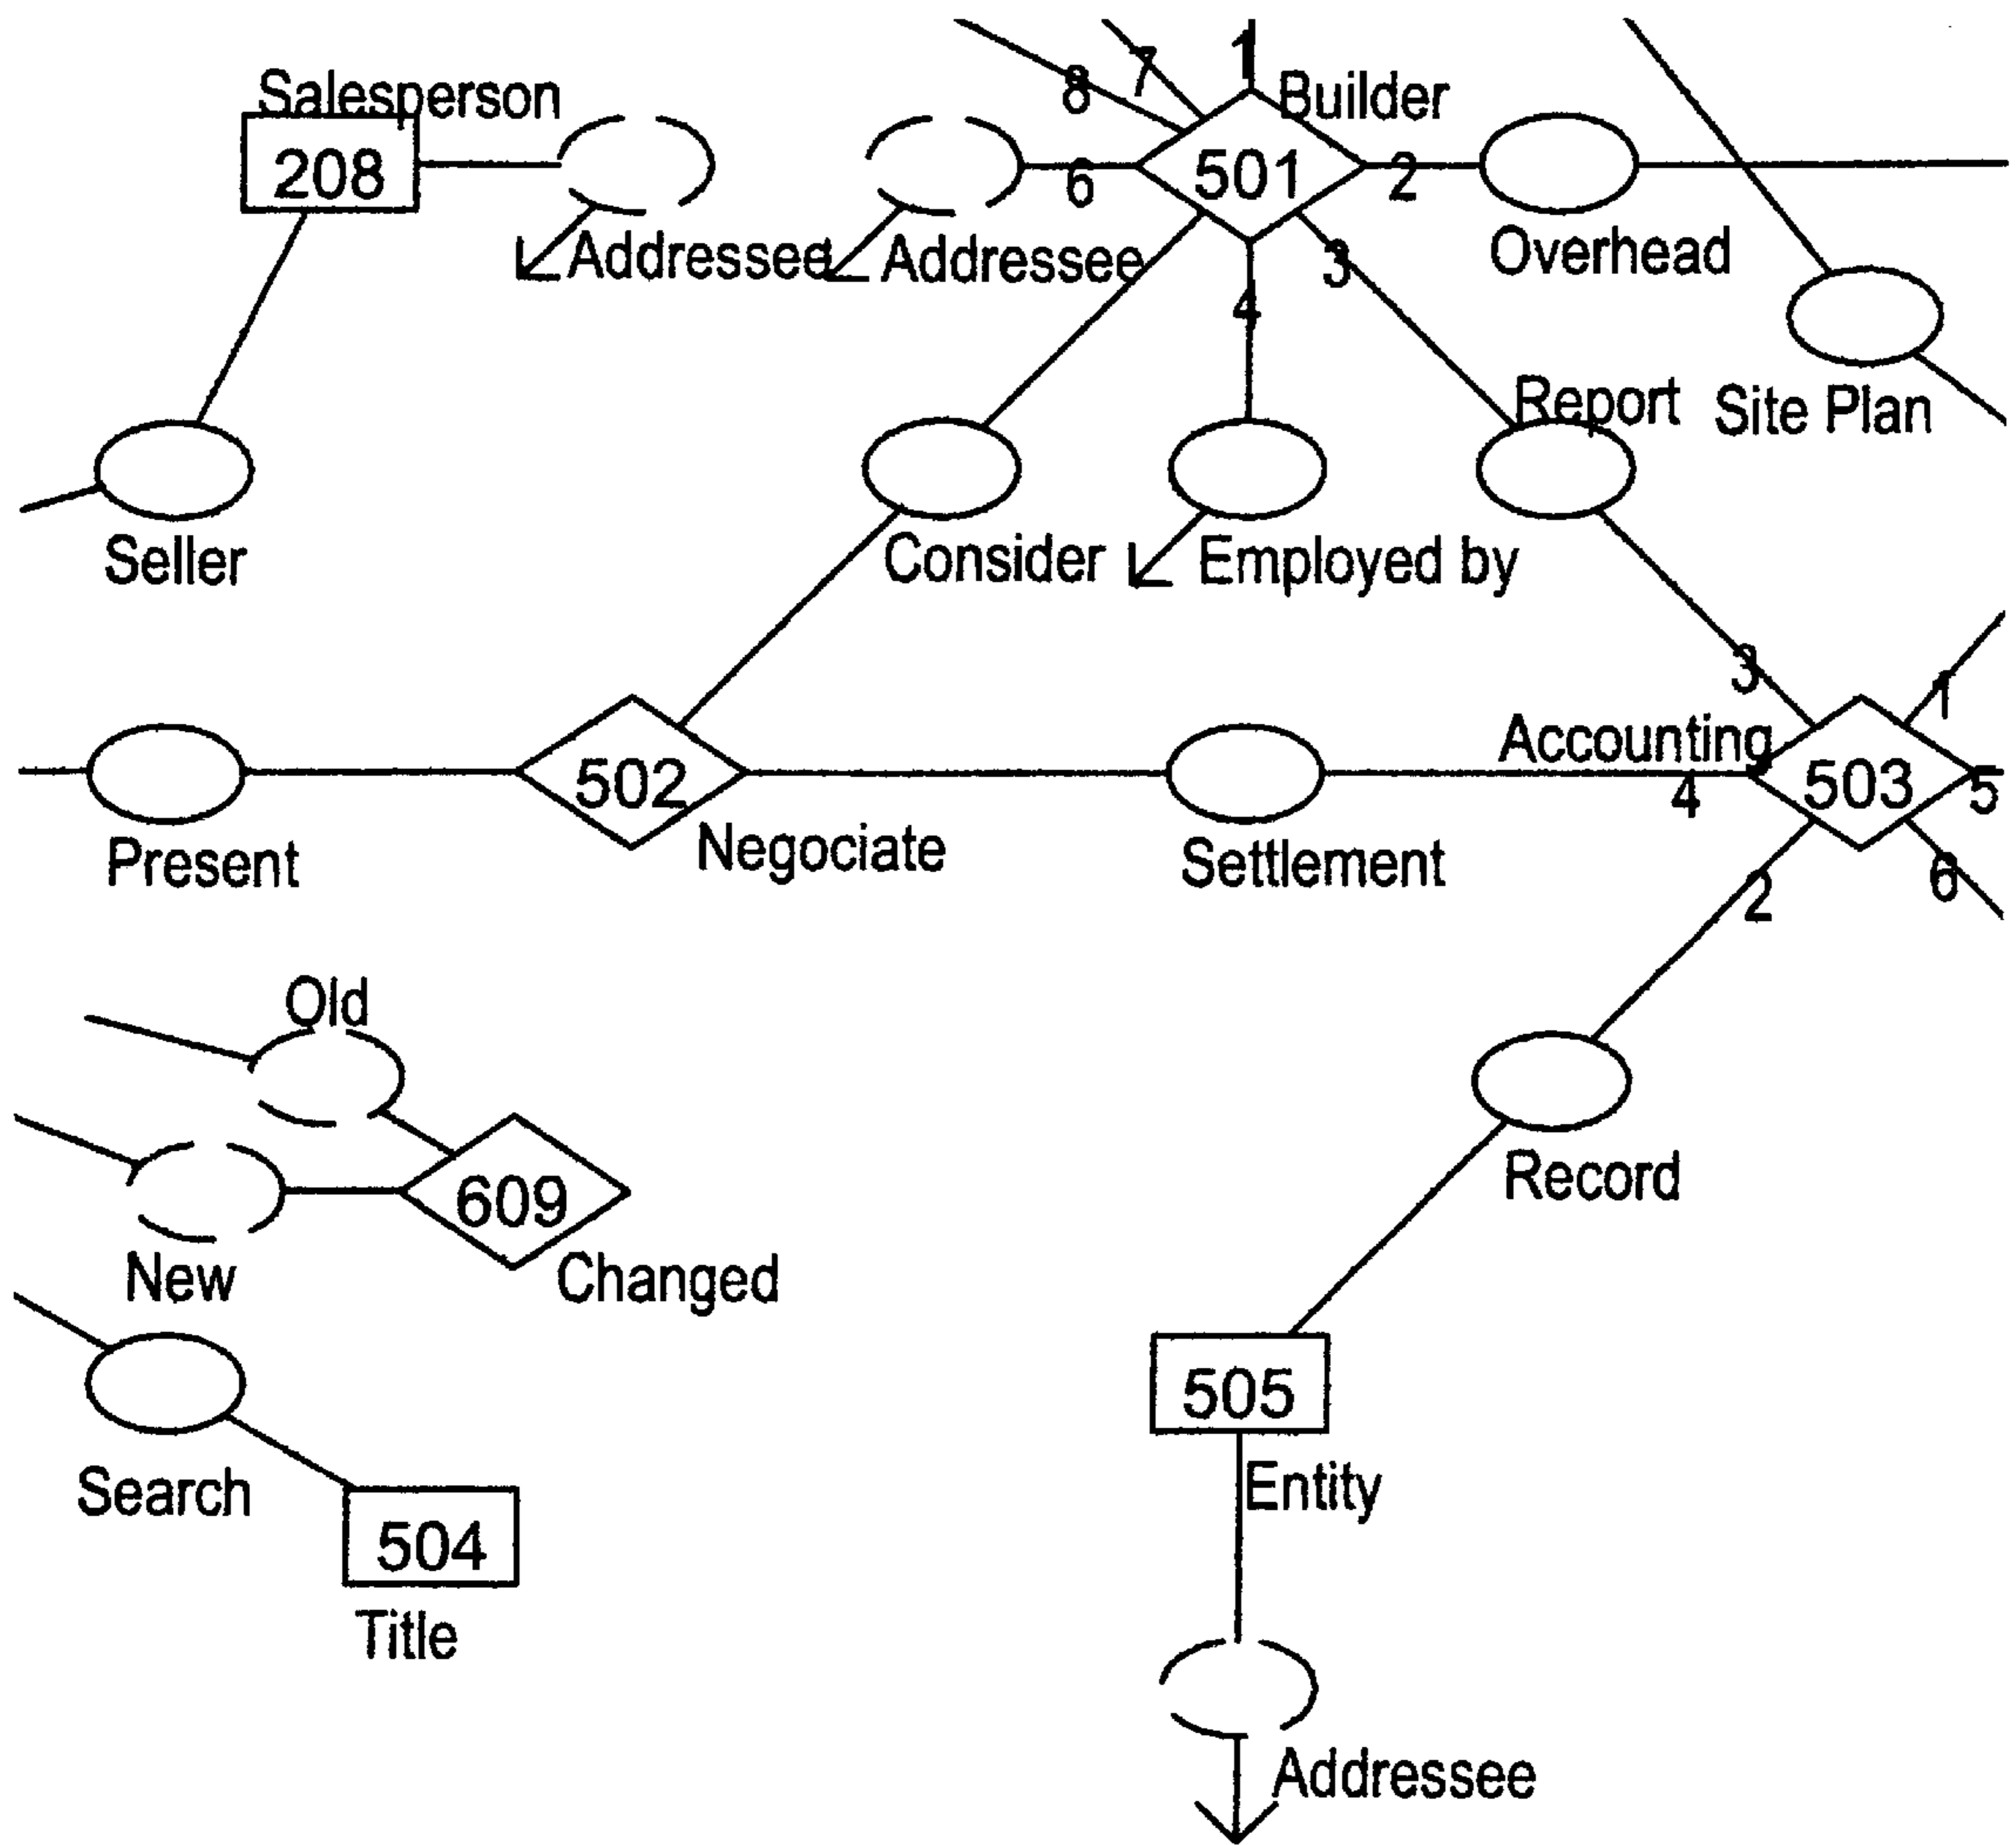 1
7
8
Salesperson
Builder
208
501
6
2
Addressee
Addressee
3
Overhead
4
Report
Site Plan
Seller
Consider
Employed by
3
1
Accounting
502
4
503
5
Negociate
Present
Settlement
2
6
Old
609
New
Changed
Record
505
Search
Entity
504
Title
Addressee